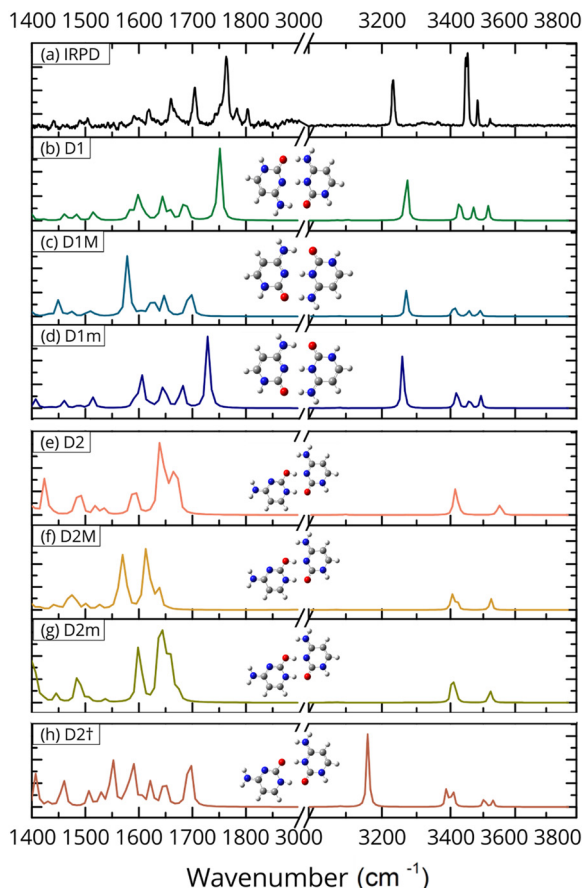 1400 1500 1600 1700 1800 3000 3200 3400 3600 3800
(a) IRPD
(b) D1
(c) D1M
(d) D1m
(e) D2
(f) D2M
(g) D2m
(h) D2†
1400 1500 1600 1700 1800 3000 3200 3400 3600 3800
Wavenumber (cm ⁻¹)